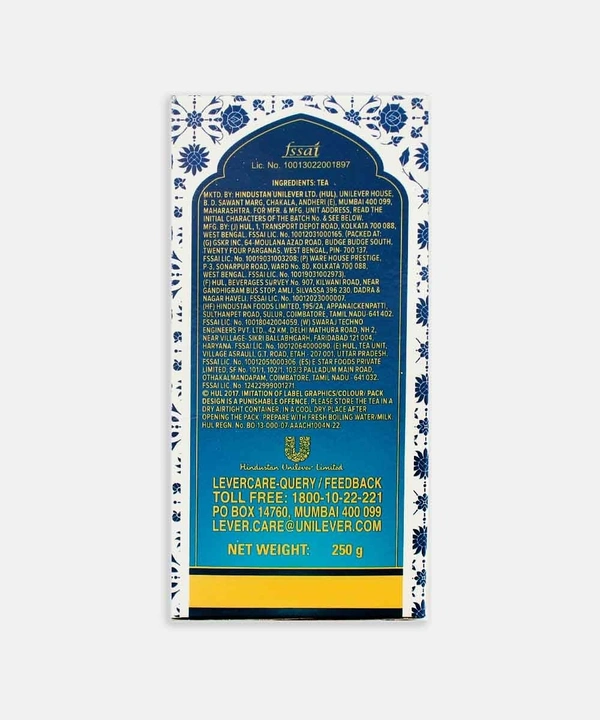 fssai
Lic. No. 10013022001897
INGREDIENTS: TEA
MKTD. BY: HINDUSTAN UNILEVER LTD. (HUL), UNILEVER HOUSE,
B. D. SAWANT MARG, CHAKALA, ANDHERI (E), MUMBAI 400 099,
MAHARASHTRA. FOR MFR. & MFG. UNIT ADDRESS, READ THE
INITIAL CHARACTERS OF THE BATCH No. & SEE BELOW.
MFG. BY: (J) HUL, 1, TRANSPORT DEPOT ROAD, KOLKATA 700 088,
WEST BENGAL. FSSAI LIC. No. 10012031000165. (PACKED AT:
(G) GSKR INC, 64-MOULANA AZAD ROAD, BUDGE BUDGE SOUTH,
TWENTY FOUR PARGANAS, WEST BENGAL, PIN- 700 137,
FSSAI LIC. No. 10019031003208; (P) WARE HOUSE PRESTIGE,
P-3, SONARPUR ROAD, WARD No. 80, KOLKATA 700 088,
WEST BENGAL. FSSAI LIC. No. 10019031002973).
(F) HUL, BEVERAGES SURVEY No. 907, KILWANI ROAD, NEAR
GANDHIGRAM BUS STOP, AMLI, SILVASSA 396 230, DADRA &
NAGAR HAVELI. FSSAI LIC. No. 10012023000007.
(HF) HINDUSTAN FOODS LIMITED, 195/2A, APPANAICKENPATTI,
SULTHANPET ROAD, SULUR, COIMBATORE, TAMIL NADU-641 402.
FSSAI LIC. No. 10018042004059. (W) SWARAJ TECHNO
ENGINEERS PVT. LTD., 42 KM, DELHI MATHURA ROAD, NH 2,
NEAR VILLAGE- SIKRI BALLABHGARH, FARIDABAD 121 004,
HARYANA. FSSAI LIC. No. 10012064000090. (E) HUL, TEA UNIT,
VILLAGE ASRAULI, G.T. ROAD, ETAH - 207 001, UTTAR PRADESH.
FSSAI LIC. No. 10012051000306. (ES) E STAR FOODS PRIVATE
LIMITED, SF No. 101/1, 102/1, 103/3 PALLADUM MAIN ROAD,
OTHAKALMANDAPAM, COIMBATORE, TAMIL NADU - 641 032.
FSSAI LIC. No. 12422999001271
© HUL 2017. IMITATION OF LABEL GRAPHICS/COLOUR/ PACK
DESIGN IS A PUNISHABLE OFFENCE. PLEASE STORE THE TEA IN A
DRY AIRTIGHT CONTAINER, IN A COOL DRY PLACE AFTER
OPENING THE PACK. PREPARE WITH FRESH BOILING WATER/MILK
HUL REGN. No. BO-13-000-07-AAACH1004N-22.
U
Hindustan Unilever Limited
LEVERCARE-QUERY / FEEDBACK
TOLL FREE: 1800-10-22-221
PO BOX 14760, MUMBAI 400 099
LEVER.CARE@UNILEVER.COM
NET WEIGHT: 250 g